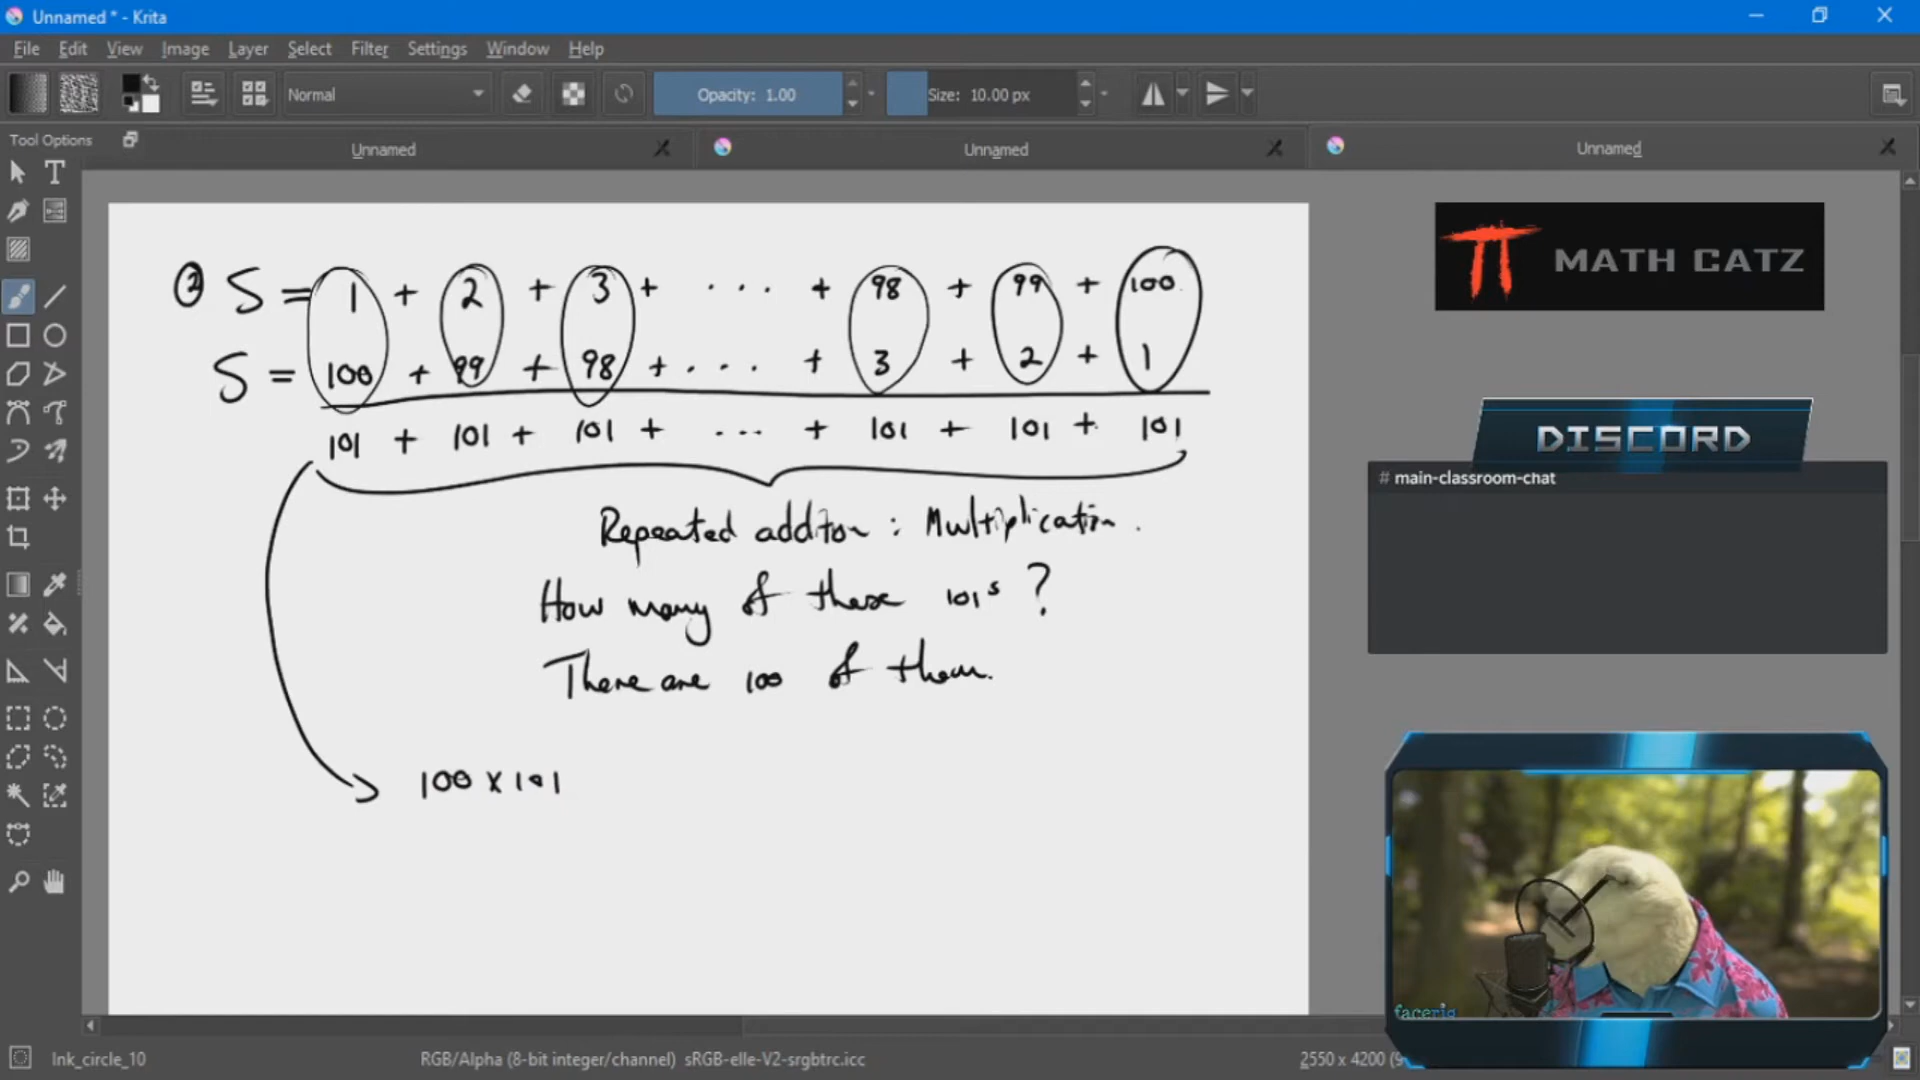 Unnamed * - Krita
File Edit View Image Layer Select Filter Settings Window Help
Normal Opacity: 1.00 Size: 10.00 px
Tool Options Unnamed Unnamed Unnamed
② S = 1 + 2 + 3 + ... + 98 + 99 + 100
S = 100 + 99 + 98 + ... + 3 + 2 + 1
101 + 101 + 101 + ... + 101 + 101 + 101
Repeated additon : Multiplication.
How many of these 101s ?
There are 100 of them.
100 x 101
π MATH CATZ
DISCORD
# main-classroom-chat
facerig
Ink_circle_10 RGB/Alpha (8-bit integer/channel) sRGB-elle-V2-srgbtrc.icc 2550 x 4200 (9